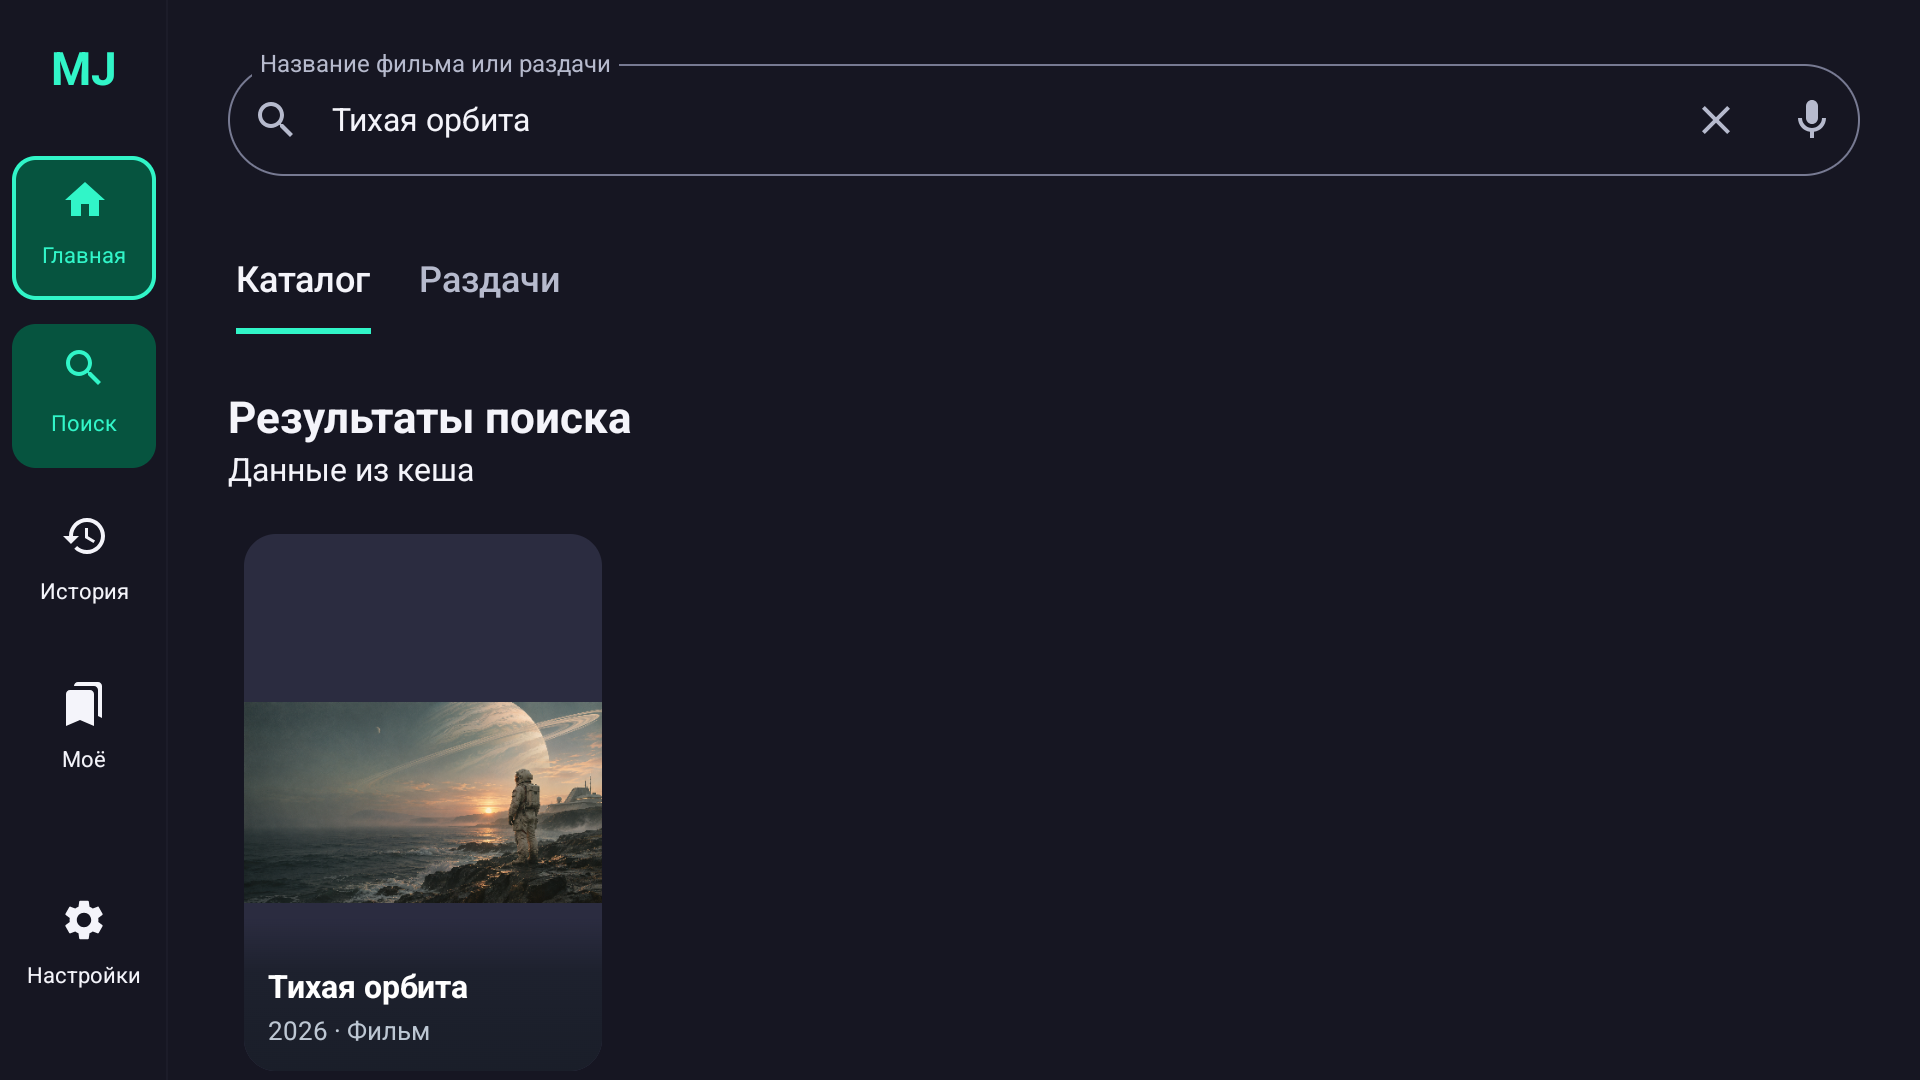 MJ
Главная
Поиск
История
Моё
Настройки
Название фильма или раздачи
Тихая орбита
Каталог
Раздачи
Результаты поиска
Данные из кеша
Тихая орбита
2026 · Фильм